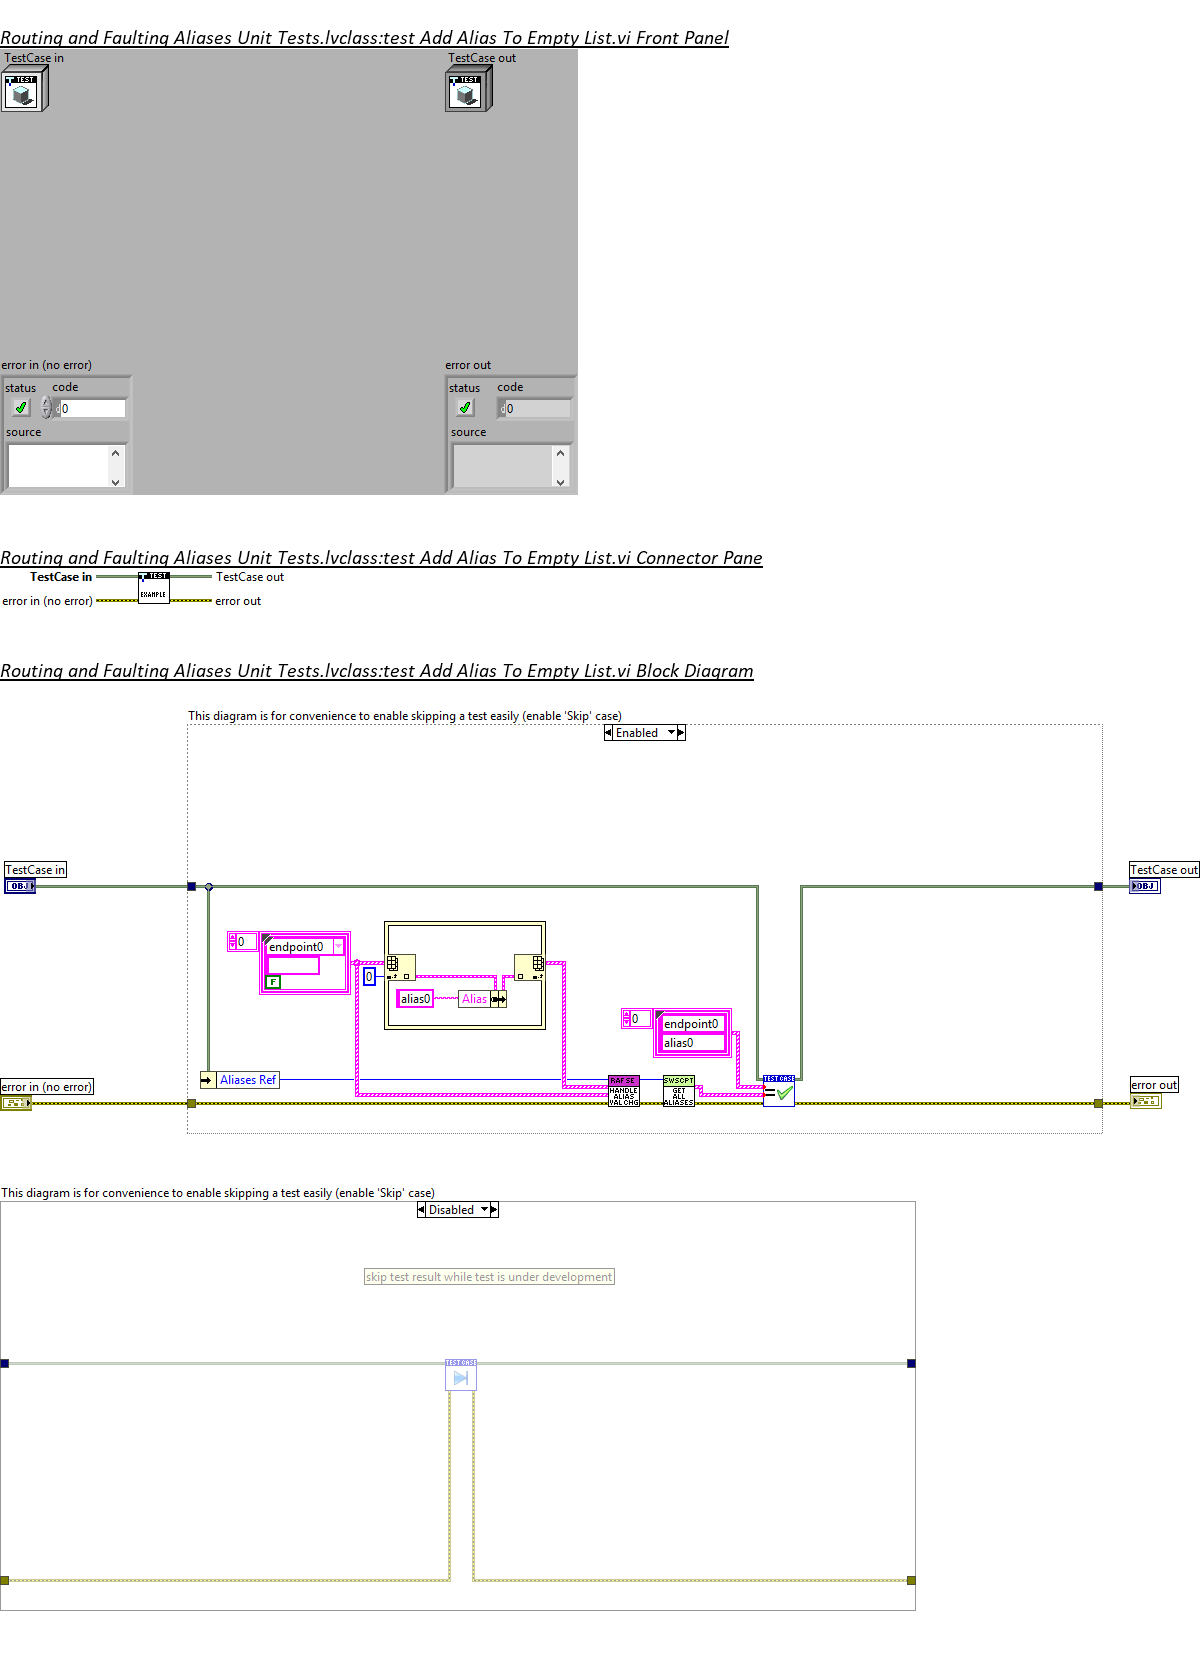 Routing and Faulting Aliases Unit Tests.lvclass:test Add Alias To Empty List.vi Front Panel
TestCase in
TestCase out
TEST
TEST
error in (no error)
error out
status
code
status
code
d
0
d
0
source
source
Routing and Faulting Aliases Unit Tests.lvclass:test Add Alias To Empty List.vi Connector Pane
TestCase in
TEST
TestCase out
error in (no error)
EXAMPLE
error out
Routing and Faulting Aliases Unit Tests.lvclass:test Add Alias To Empty List.vi Block Diagram
This diagram is for convenience to enable skipping a test easily (enable 'Skip' case)
Enabled
TestCase in
OBJ
TestCase out
OBJ
0
endpoint0
F
0
alias0
Alias
0
endpoint0
alias0
Aliases Ref
RAFSE
HANDLE
ALIAS
VAL CHG
SWSCPT
GET
ALL
ALIASES
TESTCASE
=
error in (no error)
error out
This diagram is for convenience to enable skipping a test easily (enable 'Skip' case)
Disabled
skip test result while test is under development
TESTCASE